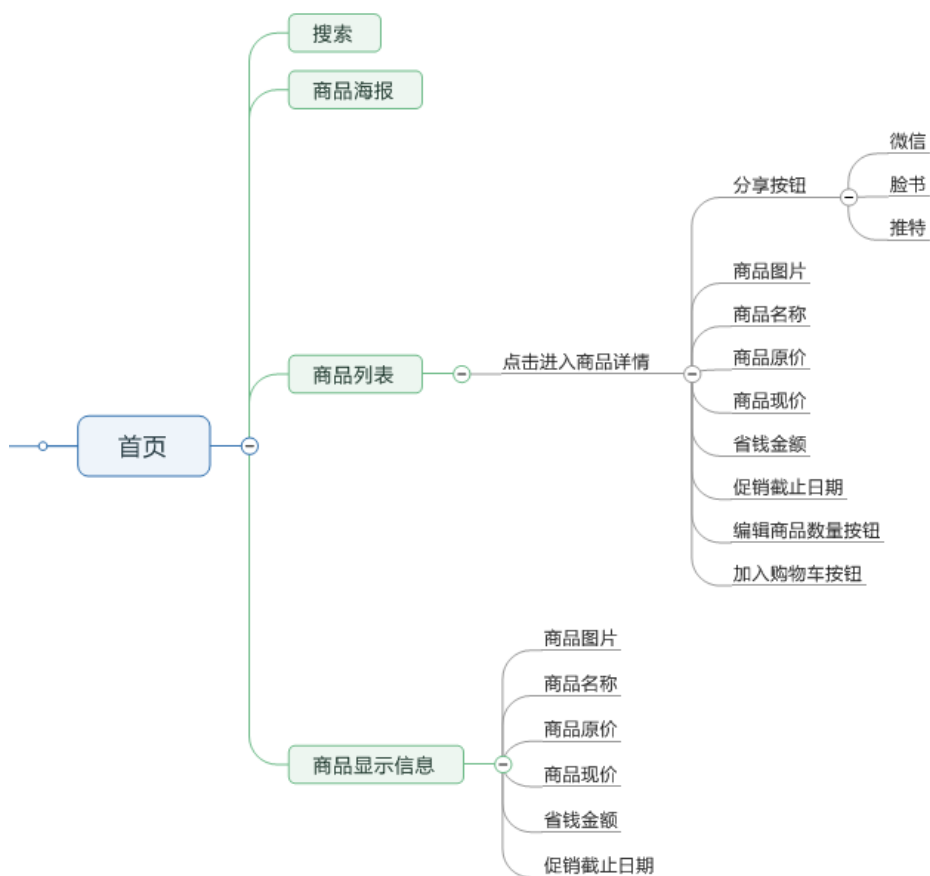 搜索
商品海报
微信
分享按钮
脸书
推特
商品图片
商品名称
商品原价
点击进入商品详情
商品列表
商品现价
首页
省钱金额
促销截止日期
编辑商品数量按钮
加入购物车按钮
商品图片
商品名称
商品原价
商品显示信息
商品现价
省钱金额
促销截止日期